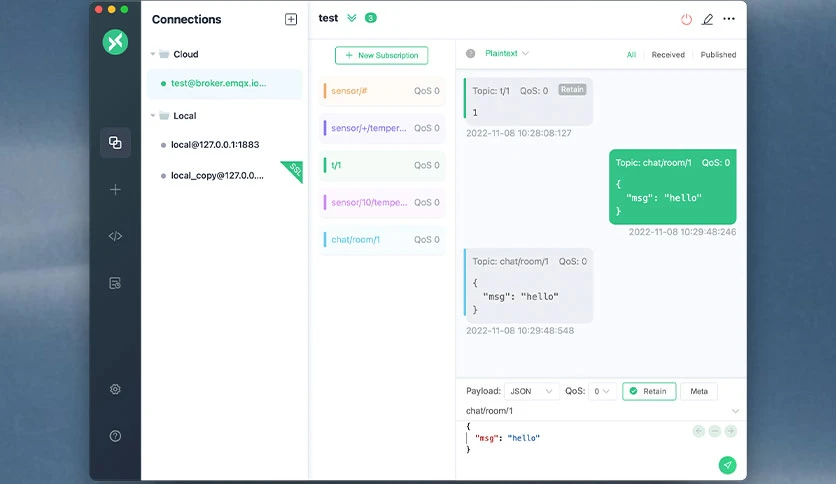 Connections
Cloud
test@broker.emqx.io...
Local
local@127.0.0.1:1883
local_copy@127.0.0....
SSL
test 3
+ New Subscription
sensor/# QoS 0
sensor/+/temper... QoS 0
t/1 QoS 0
sensor/10/tempe... QoS 0
chat/room/1 QoS 0
Plaintext
All Received Published
Topic: t/1 QoS: 0 Retain
1
2022-11-08 10:28:08:127
Topic: chat/room/1 QoS: 0
{
"msg": "hello"
}
2022-11-08 10:29:48:246
Topic: chat/room/1 QoS: 0
{
"msg": "hello"
}
2022-11-08 10:29:48:548
Payload: JSON QoS: 0 Retain Meta
chat/room/1
{
"msg": "hello"
}